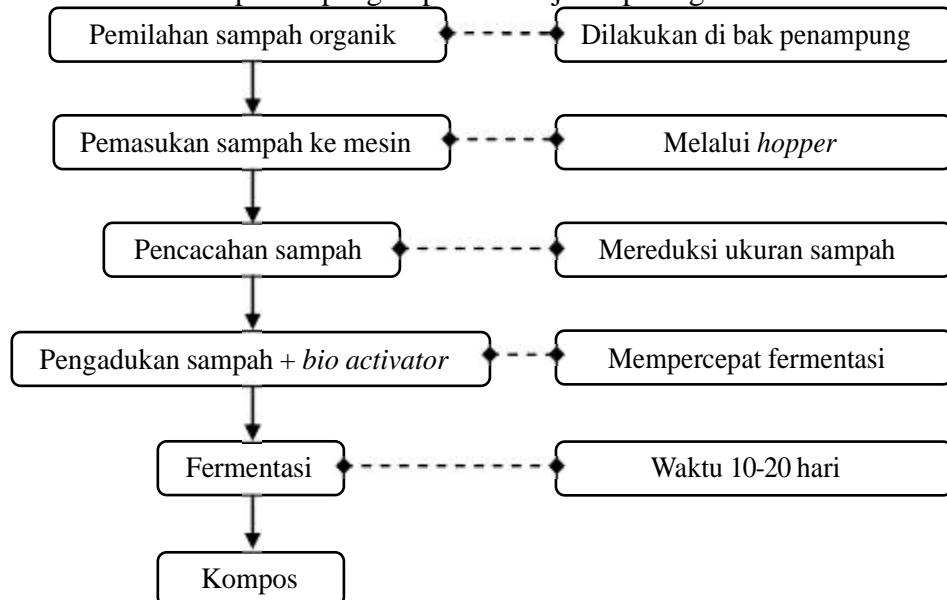 Pemilahan sampah organik
Dilakukan di bak penampung
Pemasukan sampah ke mesin
Melalui hopper
Pencacahan sampah
Mereduksi ukuran sampah
Pengadukan sampah + bio activator
Mempercepat fermentasi
Fermentasi
Waktu 10-20 hari
Kompos